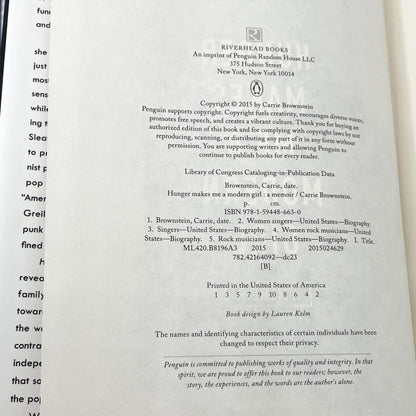 fun
she
just
most
sens
while
ing t
Slea
to p
nist p
pop
"Amer
Greil
punk
fined
H
revea
family
towar
the w
contra
indep
that so
the pop
W
R
RIVERHEAD BOOKS
An imprint of Penguin Random House LLC
375 Hudson Street
New York, New York 10014
Copyright © 2015 by Carrie Brownstein
Penguin supports copyright. Copyright fuels creativity, encourages diverse voices,
promotes free speech, and creates a vibrant culture. Thank you for buying an
authorized edition of this book and for complying with copyright laws by not
reproducing, scanning, or distributing any part of it in any form without
permission. You are supporting writers and allowing Penguin to
continue to publish books for every reader.
Library of Congress Cataloging-in-Publication Data
Brownstein, Carrie, date.
Hunger makes me a modern girl : a memoir / Carrie Brownstein.
p. cm.
ISBN 978-1-59448-663-0
1. Brownstein, Carrie, date. 2. Women singers—United States—Biography.
3. Singers—United States—Biography. 4. Women rock musicians—United
States—Biography. 5. Rock musicians—United States—Biography. I. Title.
ML420.B8196A3 2015 2015024629
782.42164092—dc23
[B]
Printed in the United States of America
1 3 5 7 9 10 8 6 4 2
Book design by Lauren Kolm
The names and identifying characteristics of certain individuals have been
changed to respect their privacy.
Penguin is committed to publishing works of quality and integrity. In that
spirit, we are proud to offer this book to our readers; however, the
story, the experiences, and the words are the author's alone.